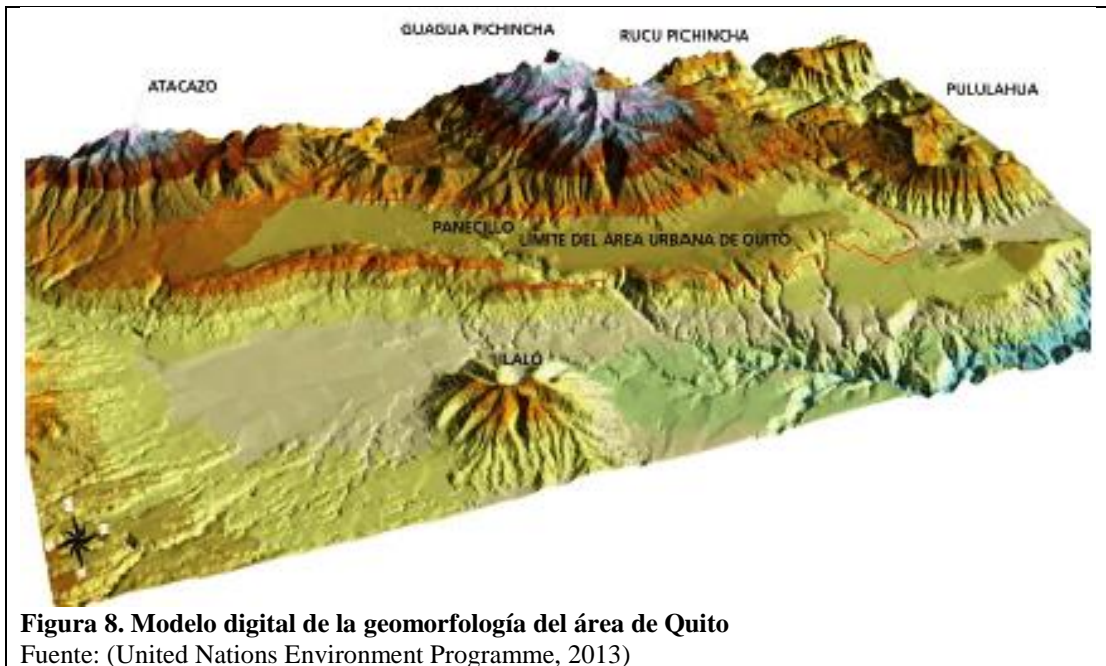 GUAGUA PICHINCHA
RUCU PICHINCHA
ATACAZO
PULULAHUA
PANECILLO
LÍMITE DEL ÁREA URBANA DE QUITO
ILALÓ
Figura 8. Modelo digital de la geomorfología del área de Quito
Fuente: (United Nations Environment Programme, 2013)